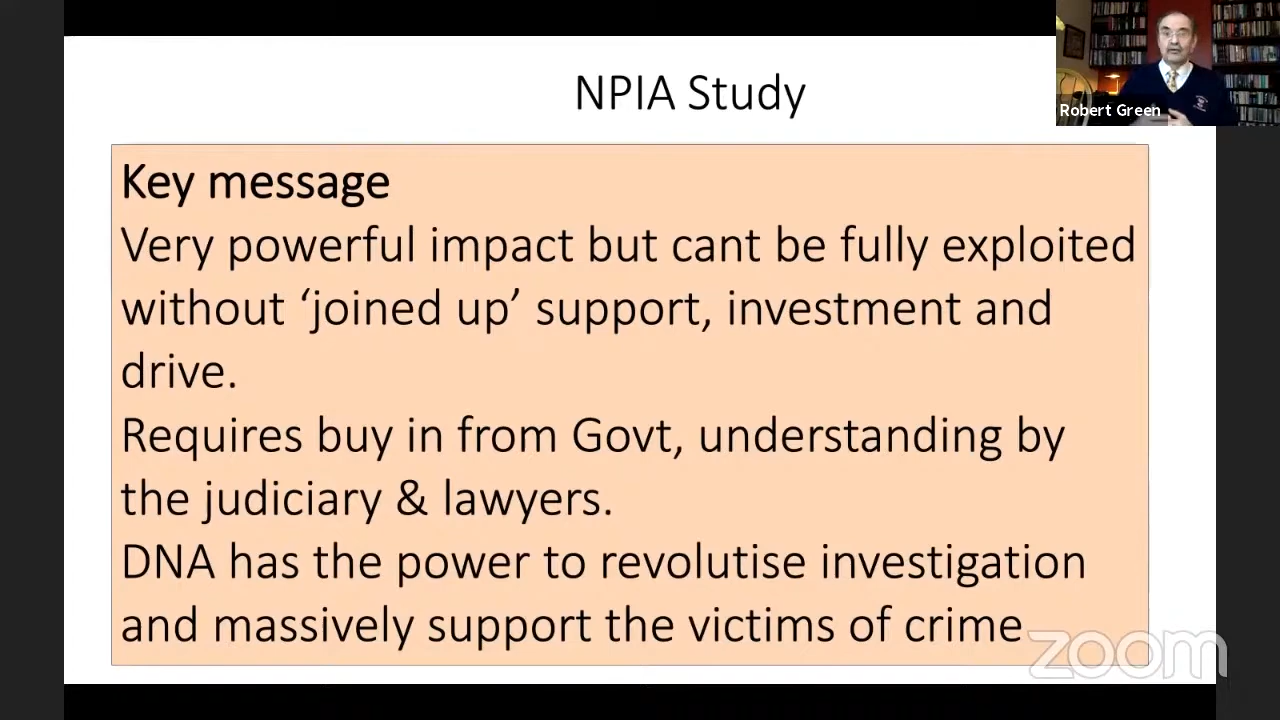 NPIA Study
Robert Green
Key message
Very powerful impact but cant be fully exploited
without ‘joined up’ support, investment and
drive.
Requires buy in from Govt, understanding by
the judiciary & lawyers.
DNA has the power to revolutise investigation
and massively support the victims of crime
zoom